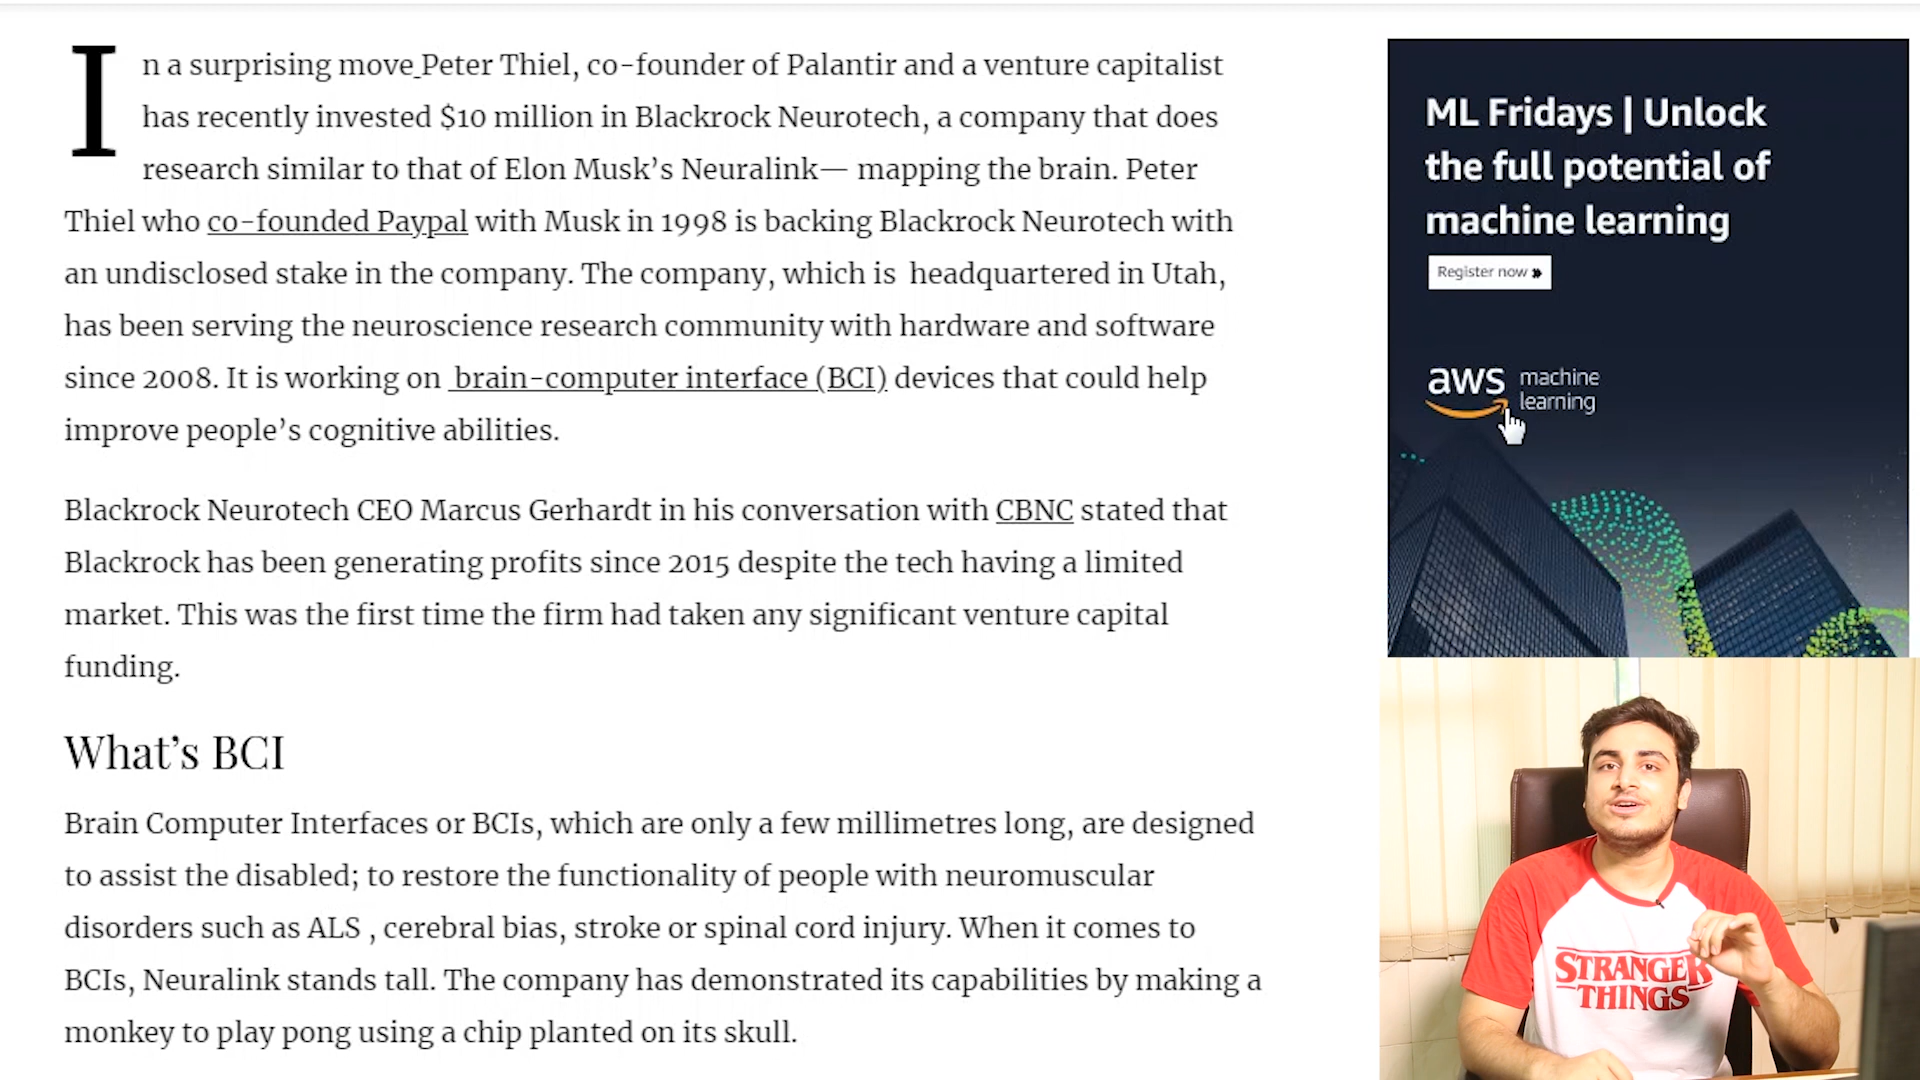 In a surprising move Peter Thiel, co-founder of Palantir and a venture capitalist
has recently invested $10 million in Blackrock Neurotech, a company that does
research similar to that of Elon Musk’s Neuralink— mapping the brain. Peter
Thiel who co-founded Paypal with Musk in 1998 is backing Blackrock Neurotech with
an undisclosed stake in the company. The company, which is headquartered in Utah,
has been serving the neuroscience research community with hardware and software
since 2008. It is working on brain-computer interface (BCI) devices that could help
improve people’s cognitive abilities.
Blackrock Neurotech CEO Marcus Gerhardt in his conversation with CBNC stated that
Blackrock has been generating profits since 2015 despite the tech having a limited
market. This was the first time the firm had taken any significant venture capital
funding.
What’s BCI
Brain Computer Interfaces or BCIs, which are only a few millimetres long, are designed
to assist the disabled; to restore the functionality of people with neuromuscular
disorders such as ALS , cerebral bias, stroke or spinal cord injury. When it comes to
BCIs, Neuralink stands tall. The company has demonstrated its capabilities by making a
monkey to play pong using a chip planted on its skull.
ML Fridays | Unlock
the full potential of
machine learning
Register now »
aws machine
learning
STRANGER
THINGS